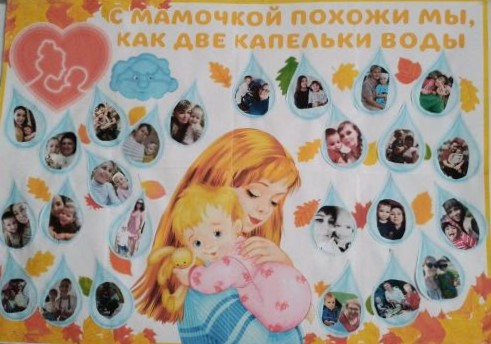 С МАМОЧКОЙ ПОХОЖИ МЫ,
КАК ДВЕ КАПЕЛЬКИ ВОДЫ